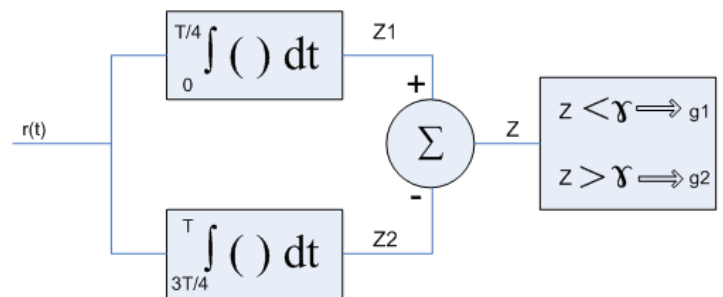 T/4
∫ ( ) dt
0
Z1
+
r(t)
Σ
Z
z < ɤ ⟹ g1
z > ɤ ⟹ g2
-
T
∫ ( ) dt
3T/4
Z2